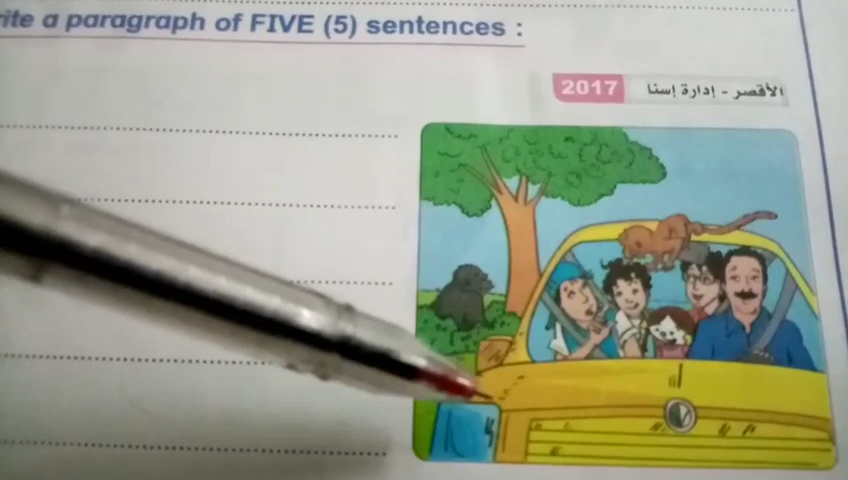 rite a paragraph of FIVE (5) sentences :
2017 الأقصر - إدارة إسنا